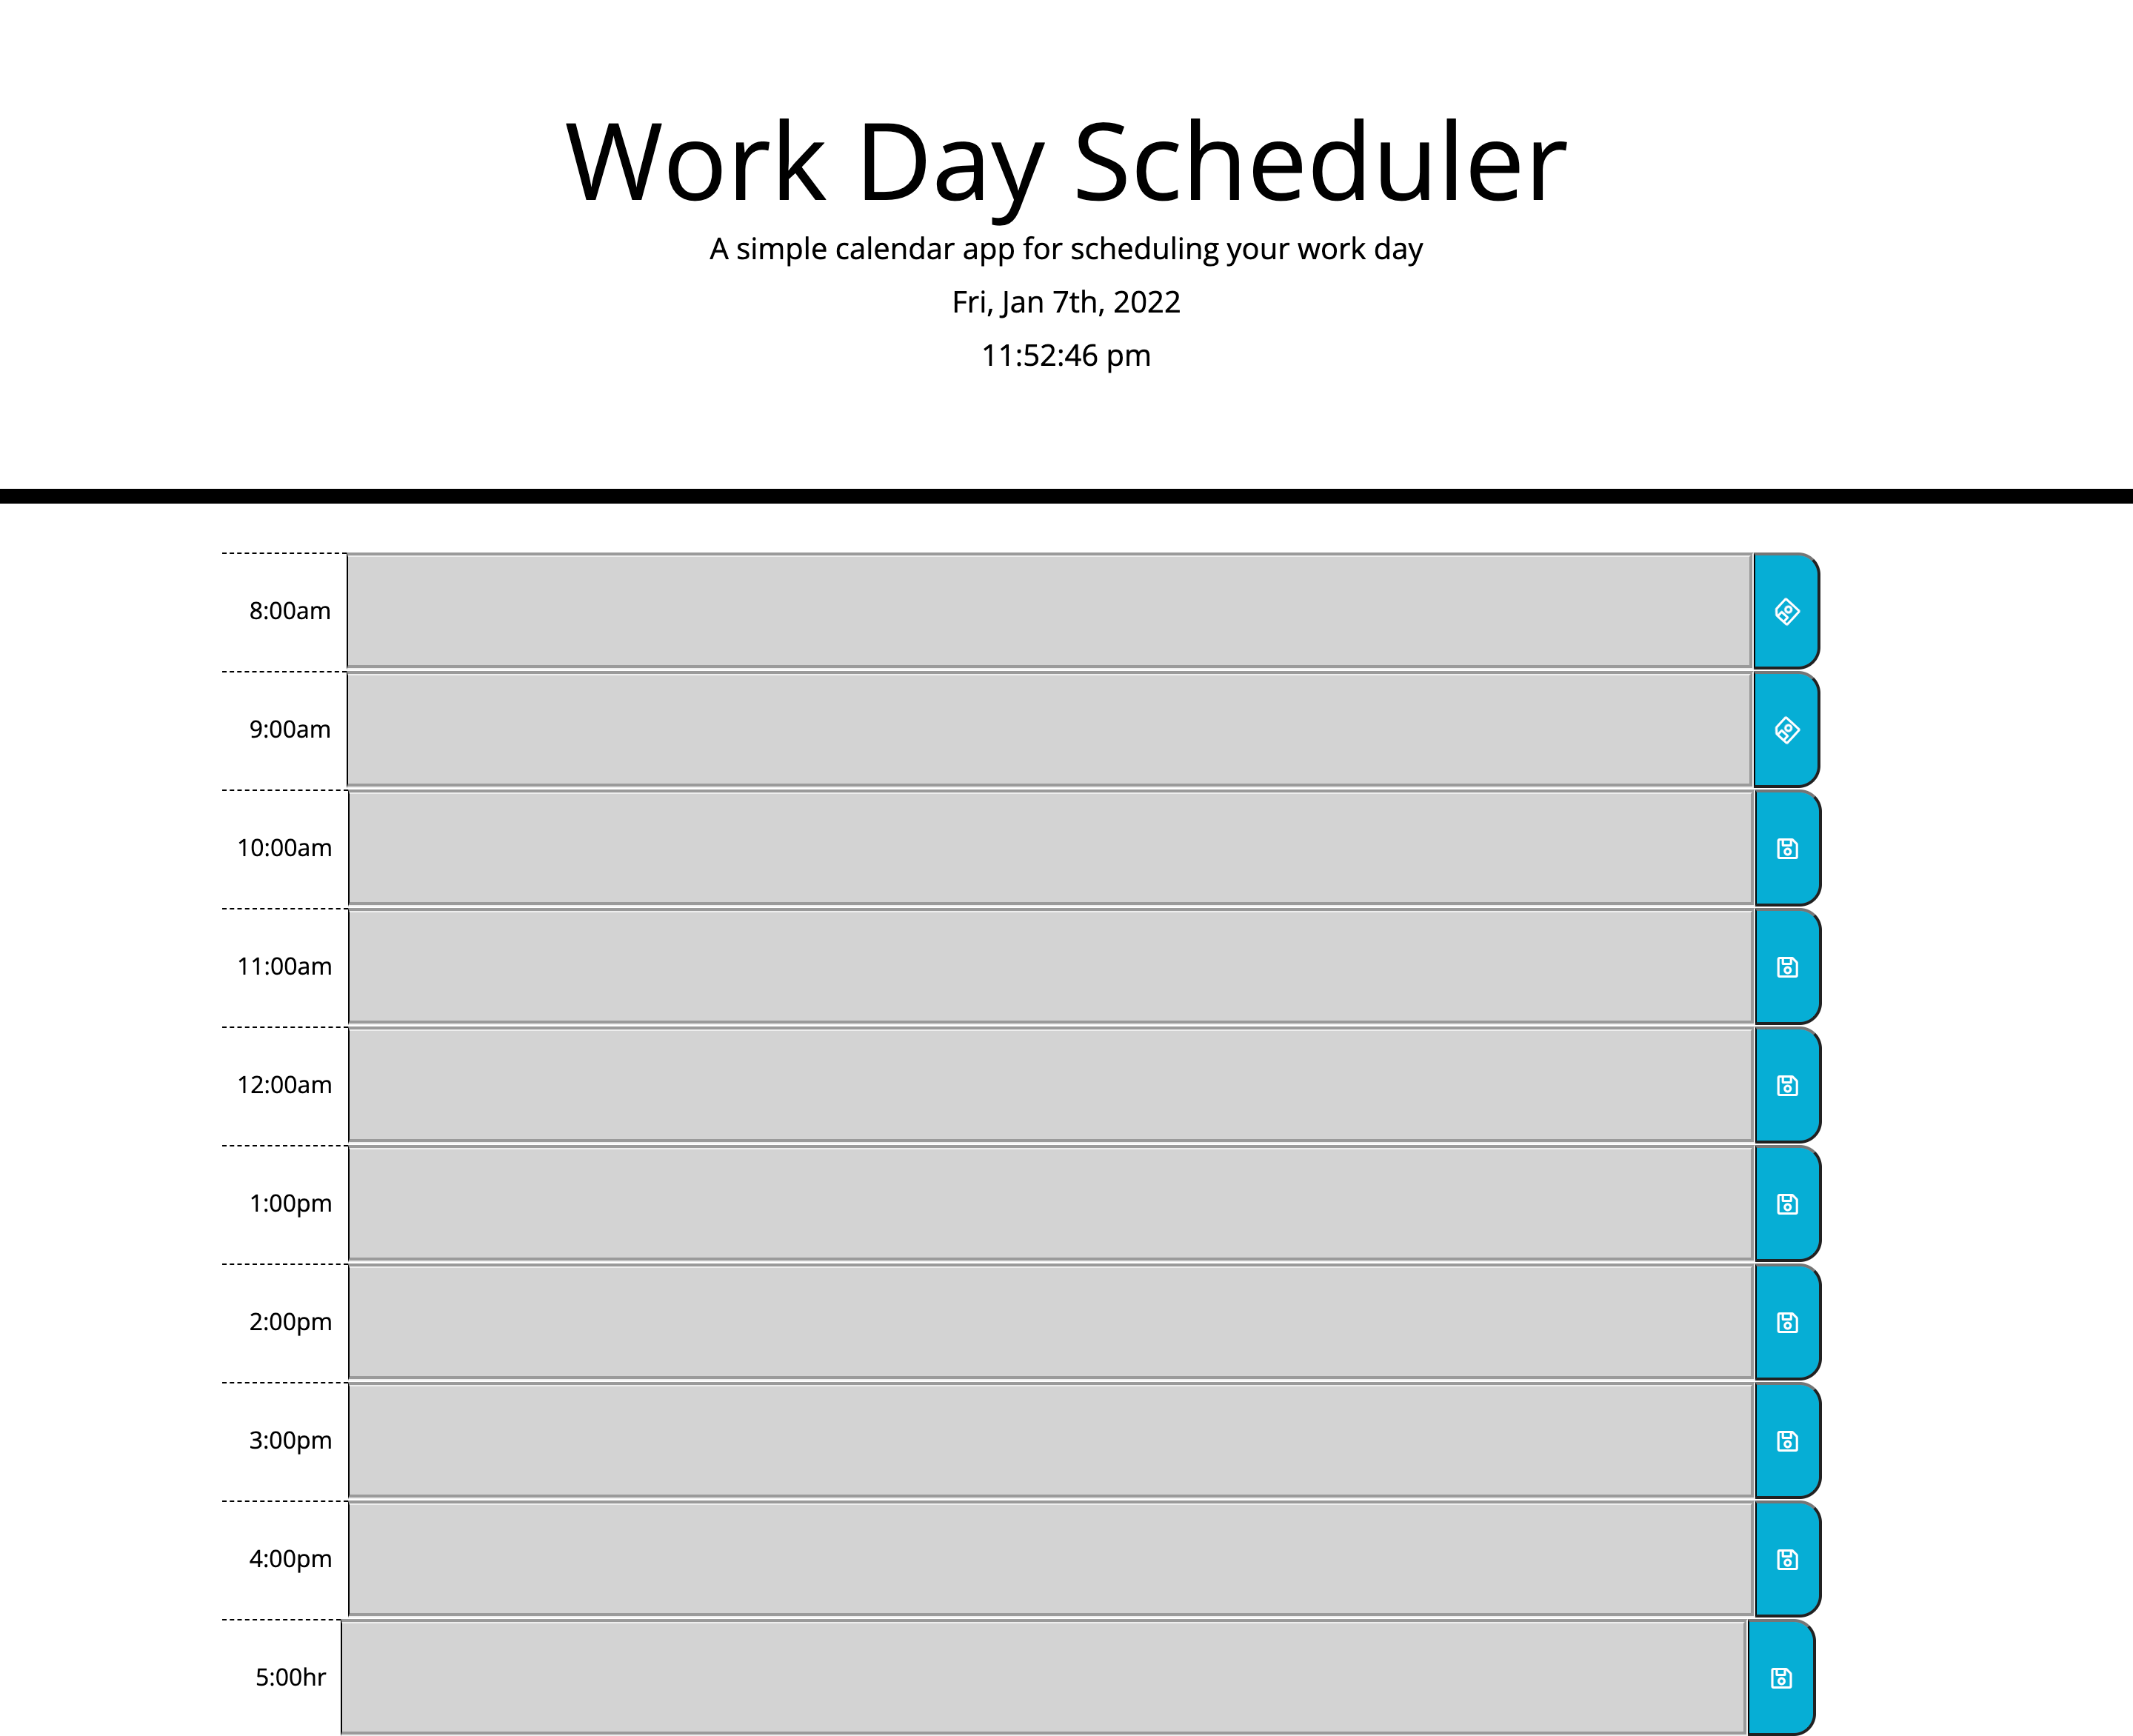 Work Day Scheduler
A simple calendar app for scheduling your work day
Fri, Jan 7th, 2022
11:52:46 pm
8:00am
9:00am
10:00am
11:00am
12:00am
1:00pm
2:00pm
3:00pm
4:00pm
5:00hr